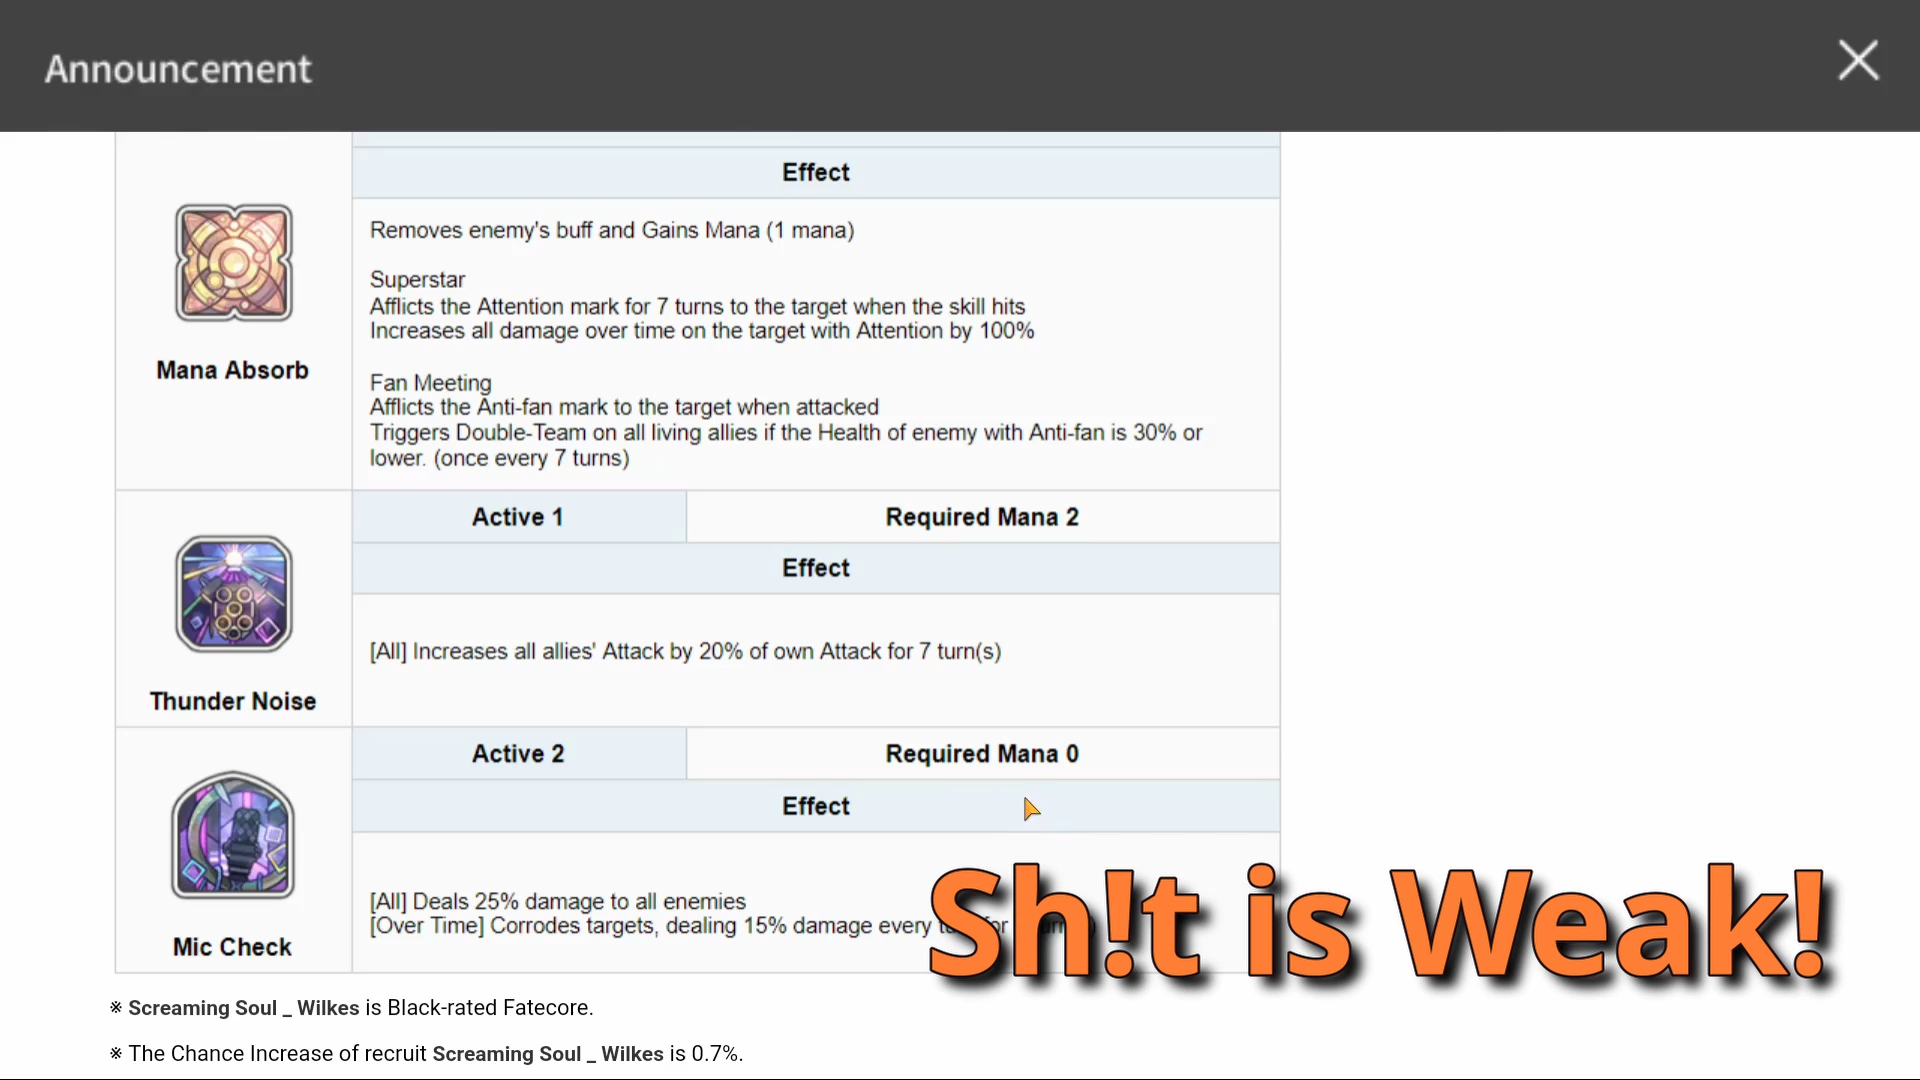 Announcement
Effect
Removes enemy's buff and Gains Mana (1 mana)
Superstar
Afflicts the Attention mark for 7 turns to the target when the skill hits
Increases all damage over time on the target with Attention by 100%
Mana Absorb
Fan Meeting
Afflicts the Anti-fan mark to the target when attacked
Triggers Double-Team on all living allies if the Health of enemy with Anti-fan is 30% or
lower. (once every 7 turns)
Active 1 Required Mana 2
Effect
[All] Increases all allies' Attack by 20% of own Attack for 7 turn(s)
Thunder Noise
Active 2 Required Mana 0
Effect
[All] Deals 25% damage to all enemies
[Over Time] Corrodes targets, dealing 15% damage every
Mic Check
Sh!t is Weak!
※ Screaming Soul _ Wilkes is Black-rated Fatecore.
※ The Chance Increase of recruit Screaming Soul _ Wilkes is 0.7%.